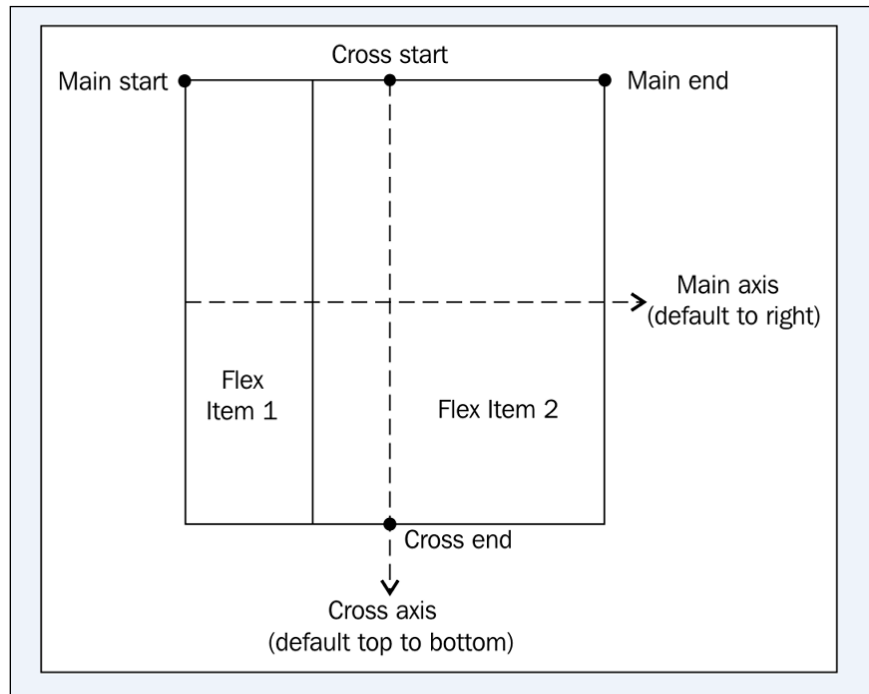 Cross start
Main start
Main end
Main axis
(default to right)
Flex
Item 1
Flex Item 2
Cross end
Cross axis
(default top to bottom)